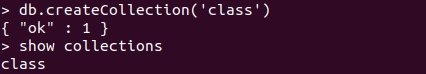 > db.createCollection('class')
{ "ok" : 1 }
> show collections
class